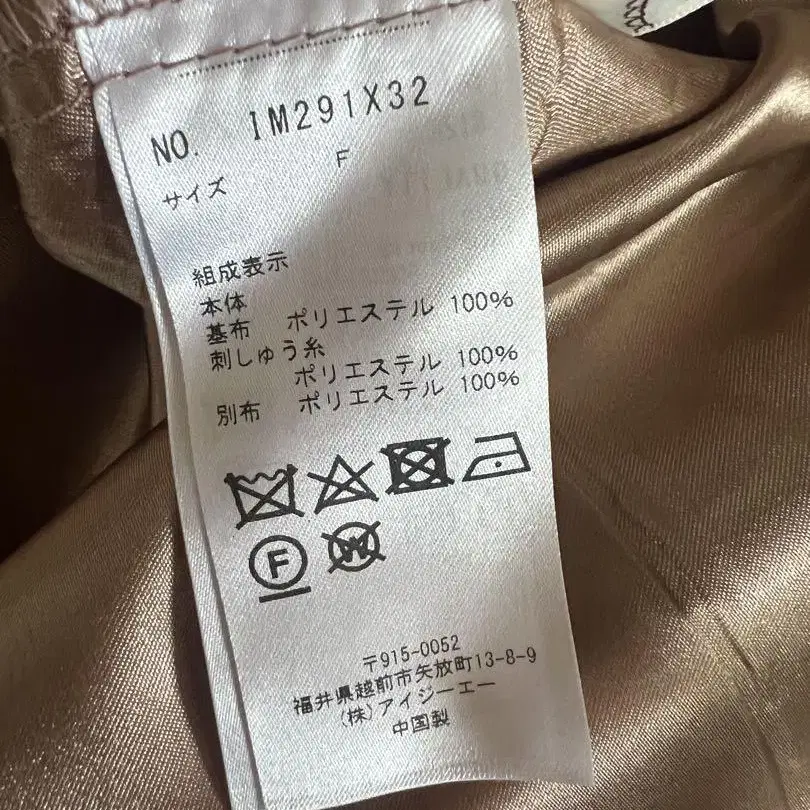 NO. IM291X32
サイズ F
組成表示
本体
基布 ポリエステル 100%
刺しゅう糸
ポリエステル 100%
別布 ポリエステル 100%
F
W
〒915-0052
福井県越前市矢放町13-8-9
(株)アイジーエー
中国製